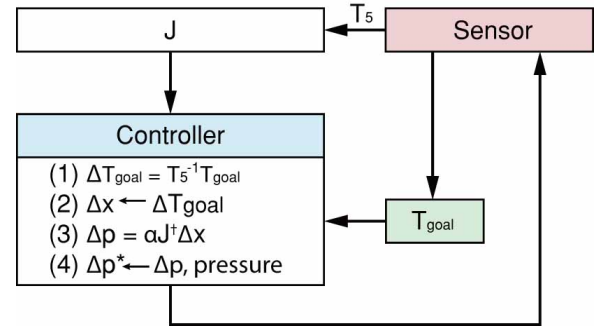 J
T₅
Sensor
Controller
(1) ΔTgoal = T₅⁻¹Tgoal
(2) Δx ← ΔTgoal
(3) Δp = αJ†Δx
(4) Δp* ← Δp, pressure
Tgoal